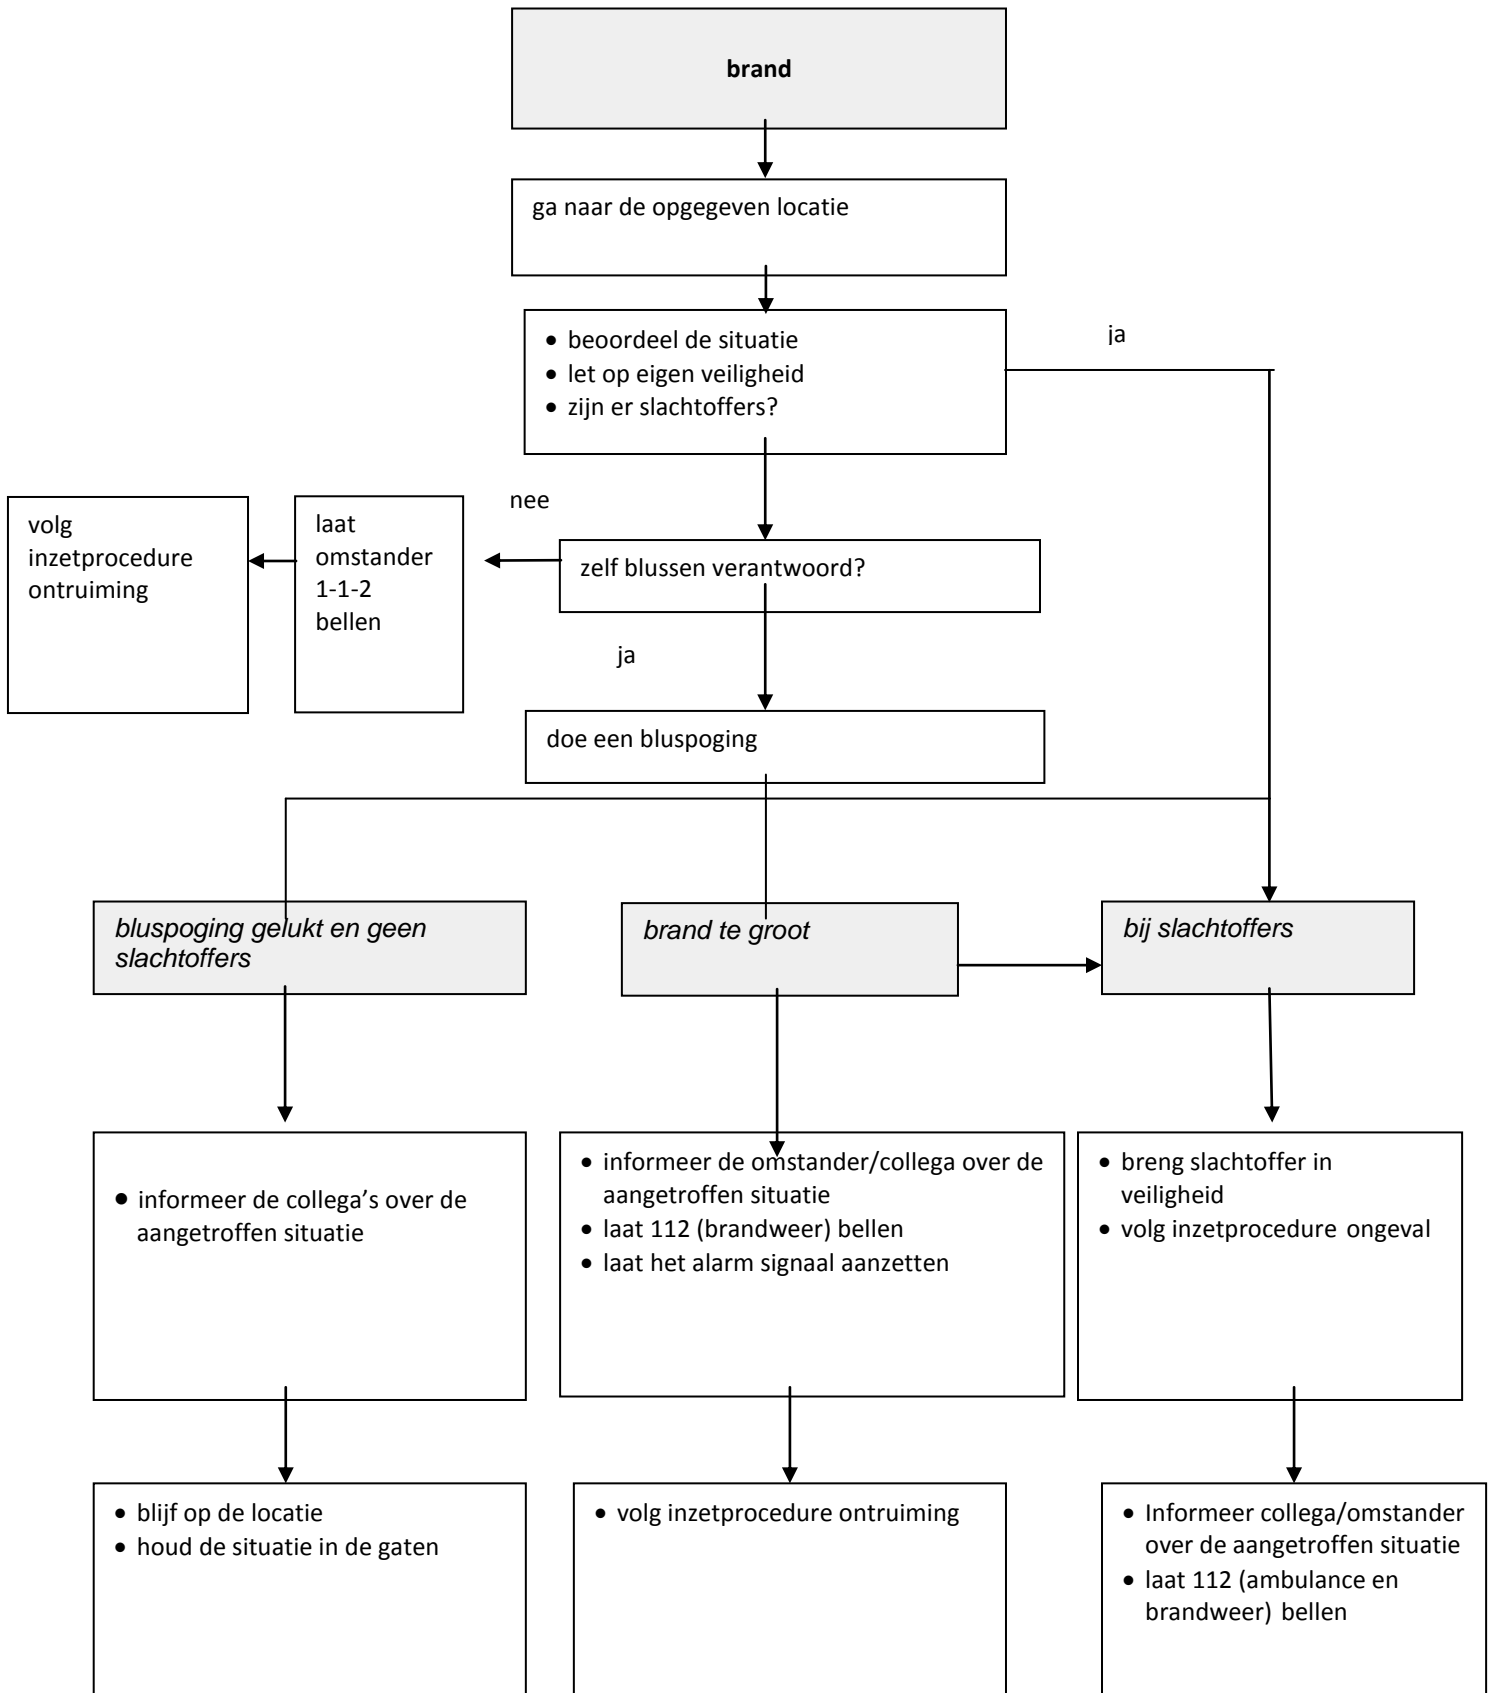 brand
ga naar de opgegeven locatie
• beoordeel de situatie
• let op eigen veiligheid
• zijn er slachtoffers?
ja
nee
zelf blussen verantwoord?
laat
omstander
1-1-2
bellen
volg
inzetprocedure
ontruiming
ja
doe een bluspoging
bluspoging gelukt en geen
slachtoffers
brand te groot
bij slachtoffers
• informeer de collega's over de
aangetroffen situatie
• informeer de omstander/collega over de
aangetroffen situatie
• laat 112 (brandweer) bellen
• laat het alarm signaal aanzetten
• breng slachtoffer in
veiligheid
• volg inzetprocedure ongeval
• blijf op de locatie
• houd de situatie in de gaten
• volg inzetprocedure ontruiming
• Informeer collega/omstander
over de aangetroffen situatie
• laat 112 (ambulance en
brandweer) bellen